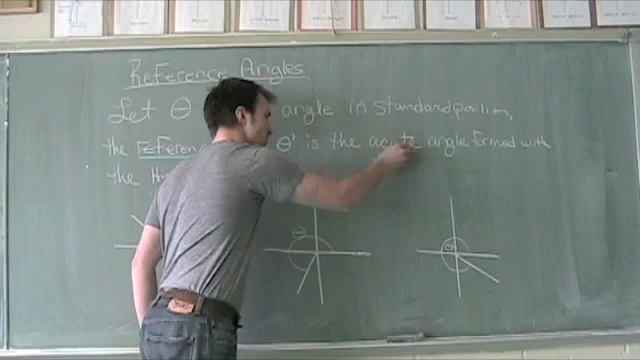 Reference Angles
Let θ angle in Standard position,
the θ' is the acute angle formed with
the
θ
θ